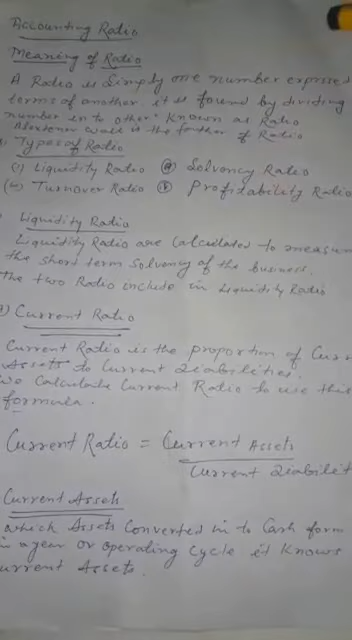 Accounting Ratio
Meaning of Ratio
A Ratio is Simply one number expresed
terms of another. it is found by dividing
number in to other. Known as Ratio
Alextener wall is the father of Ratio
Types of Ratio
(i) Liquidity Ratio (iii) Solvency Ratio
(ii) Turnover Ratio (iv) Profitability Ratio
Liquidity Ratio
Liquidity Ratio are Calculated to measure
the short term Solvancy of the business.
The two Ratio include in Liquidity Ratio
Current Ratio
Current Ratio is the proportion of Curr
Assets to Current Liabilities.
we Calculate Current Ratio to use this
formula.
Current Ratio = Current Assets
Current Liabilit
Current Assets
which Assets Converted in to Cash form
in a year or operating Cycle it Knows
urrent Assets.